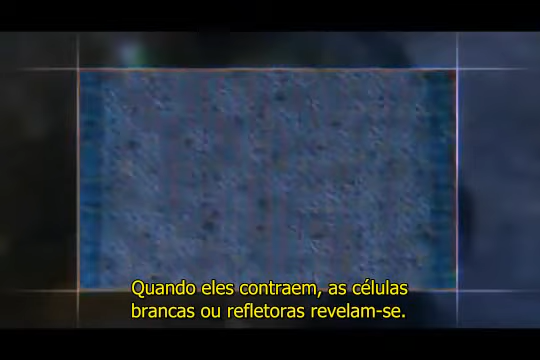 Quando eles contraem, as células
brancas ou refletoras revelam-se.